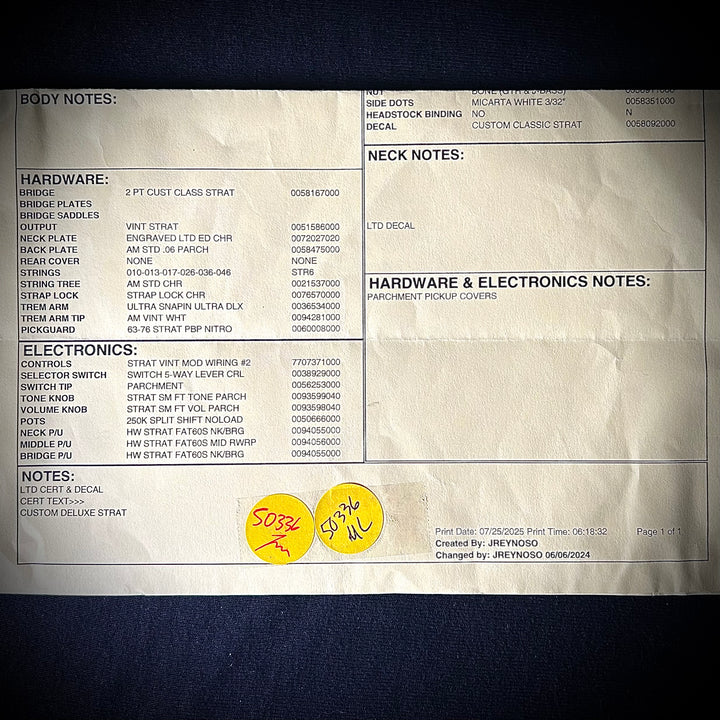 BODY NOTES:
NUT BONE (GTR & J-BASS) 0058911000
SIDE DOTS MICARTA WHITE 3/32" 0058351000
HEADSTOCK BINDING NO N
DECAL CUSTOM CLASSIC STRAT 0058092000
NECK NOTES:
LTD DECAL
HARDWARE:
BRIDGE 2 PT CUST CLASS STRAT 0058167000
BRIDGE PLATES
BRIDGE SADDLES
OUTPUT VINT STRAT 0051586000
NECK PLATE ENGRAVED LTD ED CHR 0072027020
BACK PLATE AM STD .06 PARCH 0058475000
REAR COVER NONE NONE
STRINGS 010-013-017-026-036-046 STR6
STRING TREE AM STD CHR 0021537000
STRAP LOCK STRAP LOCK CHR 0076570000
TREM ARM ULTRA SNAPIN ULTRA DLX 0036534000
TREM ARM TIP AM VINT WHT 0094281000
PICKGUARD 63-76 STRAT PBP NITRO 0060008000
HARDWARE & ELECTRONICS NOTES:
PARCHMENT PICKUP COVERS
ELECTRONICS:
CONTROLS STRAT VINT MOD WIRING #2 7707371000
SELECTOR SWITCH SWITCH 5-WAY LEVER CRL 0038929000
SWITCH TIP PARCHMENT 0056253000
TONE KNOB STRAT SM FT TONE PARCH 0093599040
VOLUME KNOB STRAT SM FT VOL PARCH 0093598040
POTS 250K SPLIT SHIFT NOLOAD 0050666000
NECK P/U HW STRAT FAT60S NK/BRG 0094055000
MIDDLE P/U HW STRAT FAT60S MID RWRP 0094056000
BRIDGE P/U HW STRAT FAT60S NK/BRG 0094055000
NOTES:
LTD CERT & DECAL
CERT TEXT>>>
CUSTOM DELUXE STRAT
50336
50336
ML
Print Date: 07/25/2025 Print Time: 06:18:32 Page 1 of 1
Created By: JREYNOSO
Changed by: JREYNOSO 06/06/2024